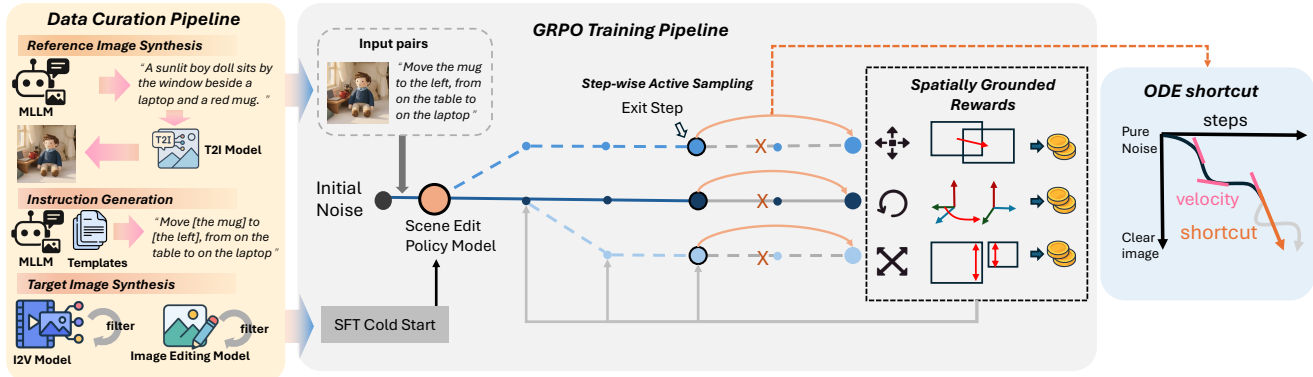 Data Curation Pipeline
Reference Image Synthesis
MLLM
"A sunlit boy doll sits by
the window beside a
laptop and a red mug. "
T2I
T2I Model
Instruction Generation
MLLM
Templates
"Move [the mug] to
[the left], from on the
table to on the laptop"
Target Image Synthesis
I2V Model
filter
Image Editing Model
filter
GRPO Training Pipeline
Input pairs
"Move the mug
to the left, from
on the table to
on the laptop"
Initial
Noise
Scene Edit
Policy Model
SFT Cold Start
Step-wise Active Sampling
Exit Step
X
X
X
Spatially Grounded
Rewards
ODE shortcut
steps
Pure
Noise
velocity
shortcut
Clear
image